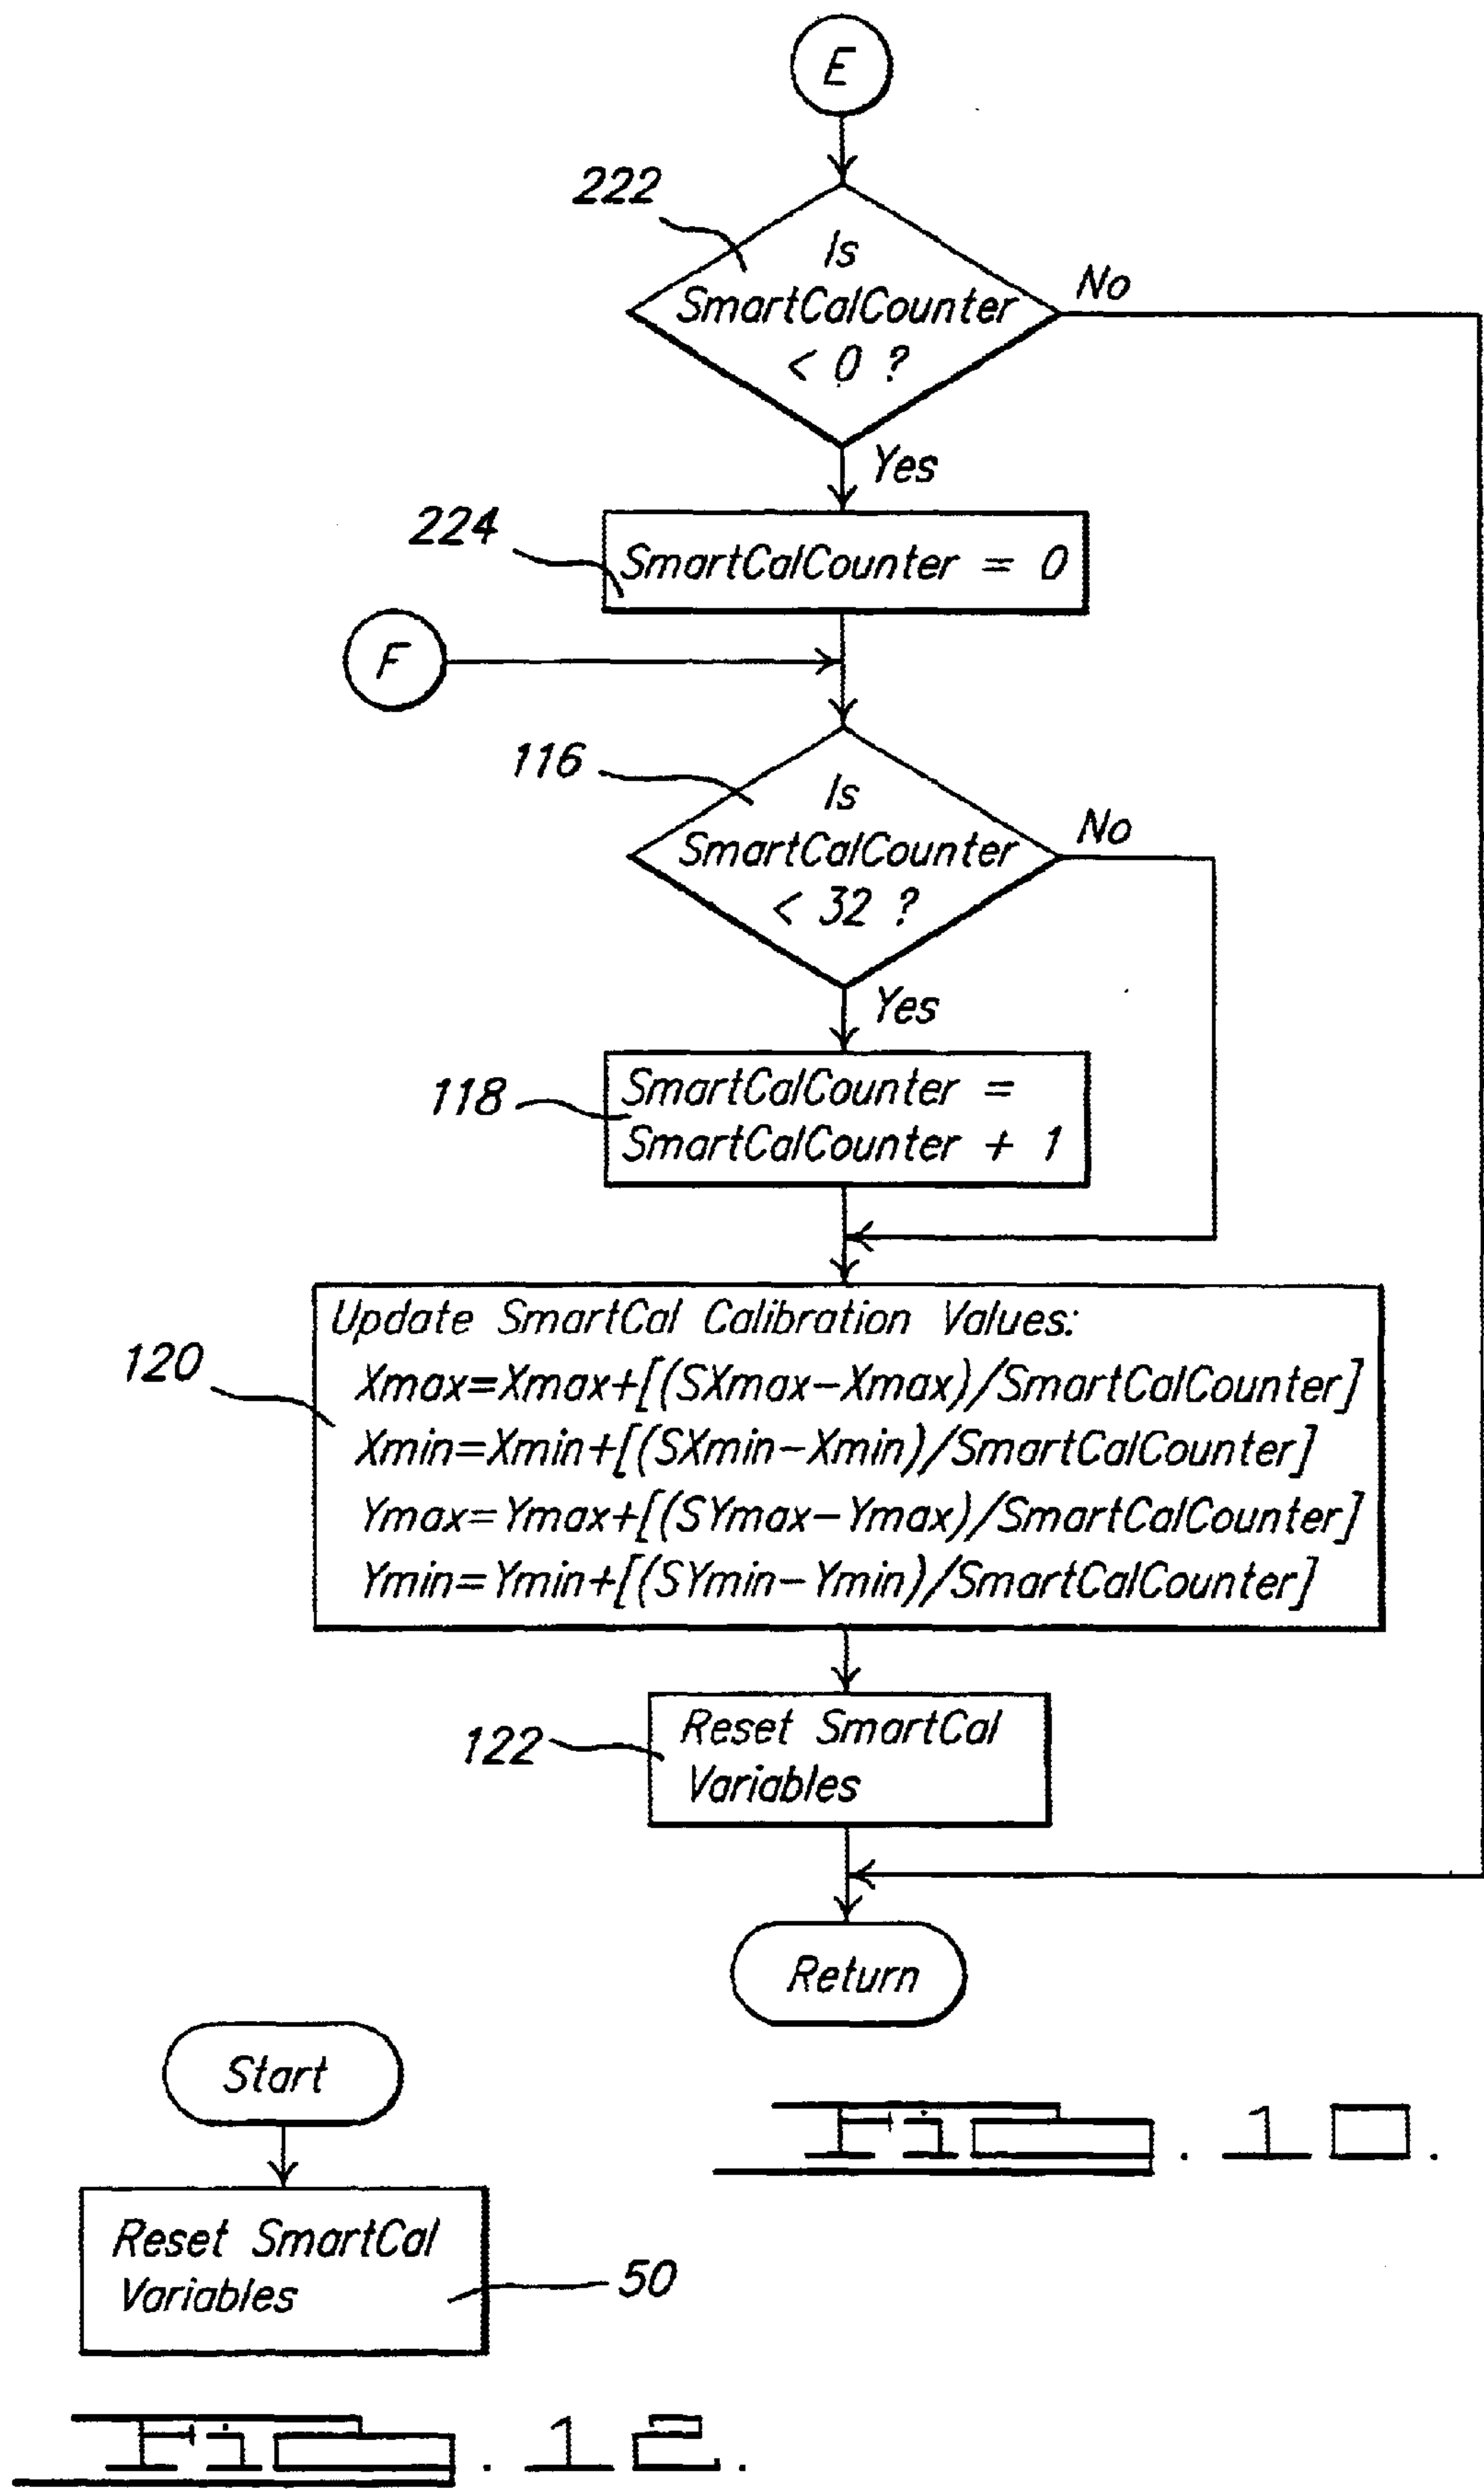 E
222
Is
SmartCalCounter
< 0 ?
No
Yes
224
SmartCalCounter = 0
F
116
Is
SmartCalCounter
< 32 ?
No
Yes
118
SmartCalCounter =
SmartCalCounter + 1
120
Update SmartCal Calibration Values:
Xmax=Xmax+[(SXmax-Xmax)/SmartCalCounter]
Xmin=Xmin+[(SXmin-Xmin)/SmartCalCounter]
Ymax=Ymax+[(SYmax-Ymax)/SmartCalCounter]
Ymin=Ymin+[(SYmin-Ymin)/SmartCalCounter]
122
Reset SmartCal
Variables
Return
Fig. 10.
Start
Reset SmartCal
Variables
50
Fig. 12.